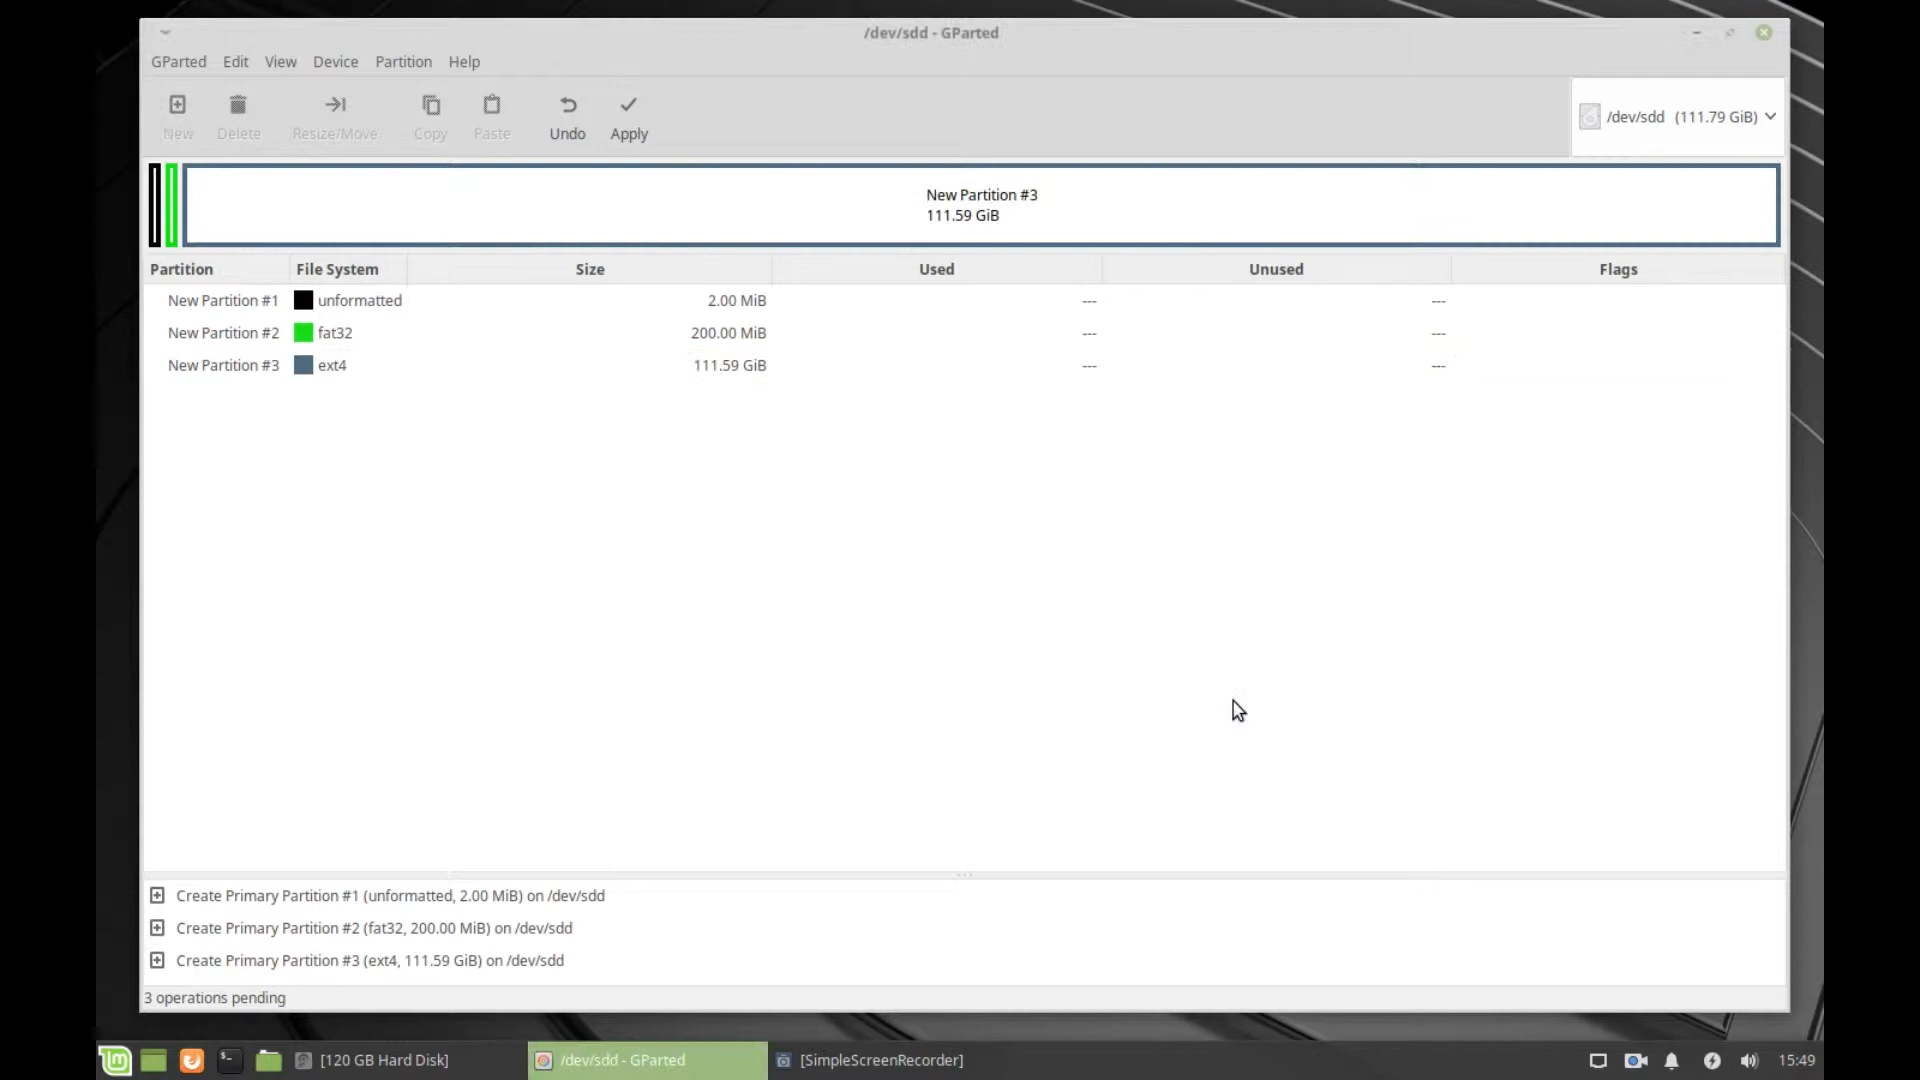 /dev/sdd - GParted
GParted Edit View Device Partition Help
New Delete Resize/Move Copy Paste Undo Apply
/dev/sdd (111.79 GiB)
New Partition #3
111.59 GiB
Partition File System Size Used Unused Flags
New Partition #1 unformatted 2.00 MiB --- ---
New Partition #2 fat32 200.00 MiB --- ---
New Partition #3 ext4 111.59 GiB --- ---
Create Primary Partition #1 (unformatted, 2.00 MiB) on /dev/sdd
Create Primary Partition #2 (fat32, 200.00 MiB) on /dev/sdd
Create Primary Partition #3 (ext4, 111.59 GiB) on /dev/sdd
3 operations pending
[120 GB Hard Disk] /dev/sdd - GParted [SimpleScreenRecorder] 15:49